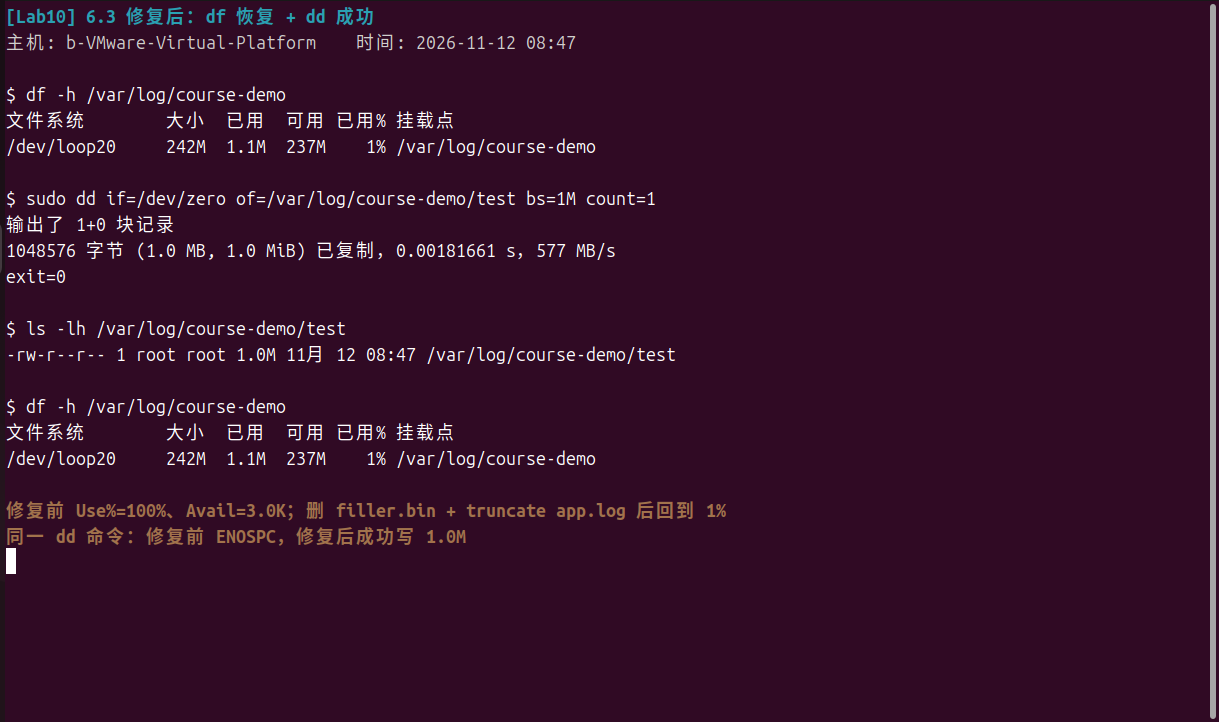 [Lab10] 6.3 修复后：df 恢复 + dd 成功
主机：b-VMware-Virtual-Platform    时间：2026-11-12 08:47
$ df -h /var/log/course-demo
文件系统        大小  已用  可用 已用% 挂载点
/dev/loop20     242M  1.1M  237M    1% /var/log/course-demo
$ sudo dd if=/dev/zero of=/var/log/course-demo/test bs=1M count=1
输出了 1+0 块记录
1048576 字节 (1.0 MB, 1.0 MiB) 已复制，0.00181661 s，577 MB/s
exit=0
$ ls -lh /var/log/course-demo/test
-rw-r--r-- 1 root root 1.0M 11月 12 08:47 /var/log/course-demo/test
$ df -h /var/log/course-demo
文件系统        大小  已用  可用 已用% 挂载点
/dev/loop20     242M  1.1M  237M    1% /var/log/course-demo
修复前 Use%=100%、Avail=3.0K；删 filler.bin + truncate app.log 后回到 1%
同一 dd 命令：修复前 ENOSPC，修复后成功写 1.0M